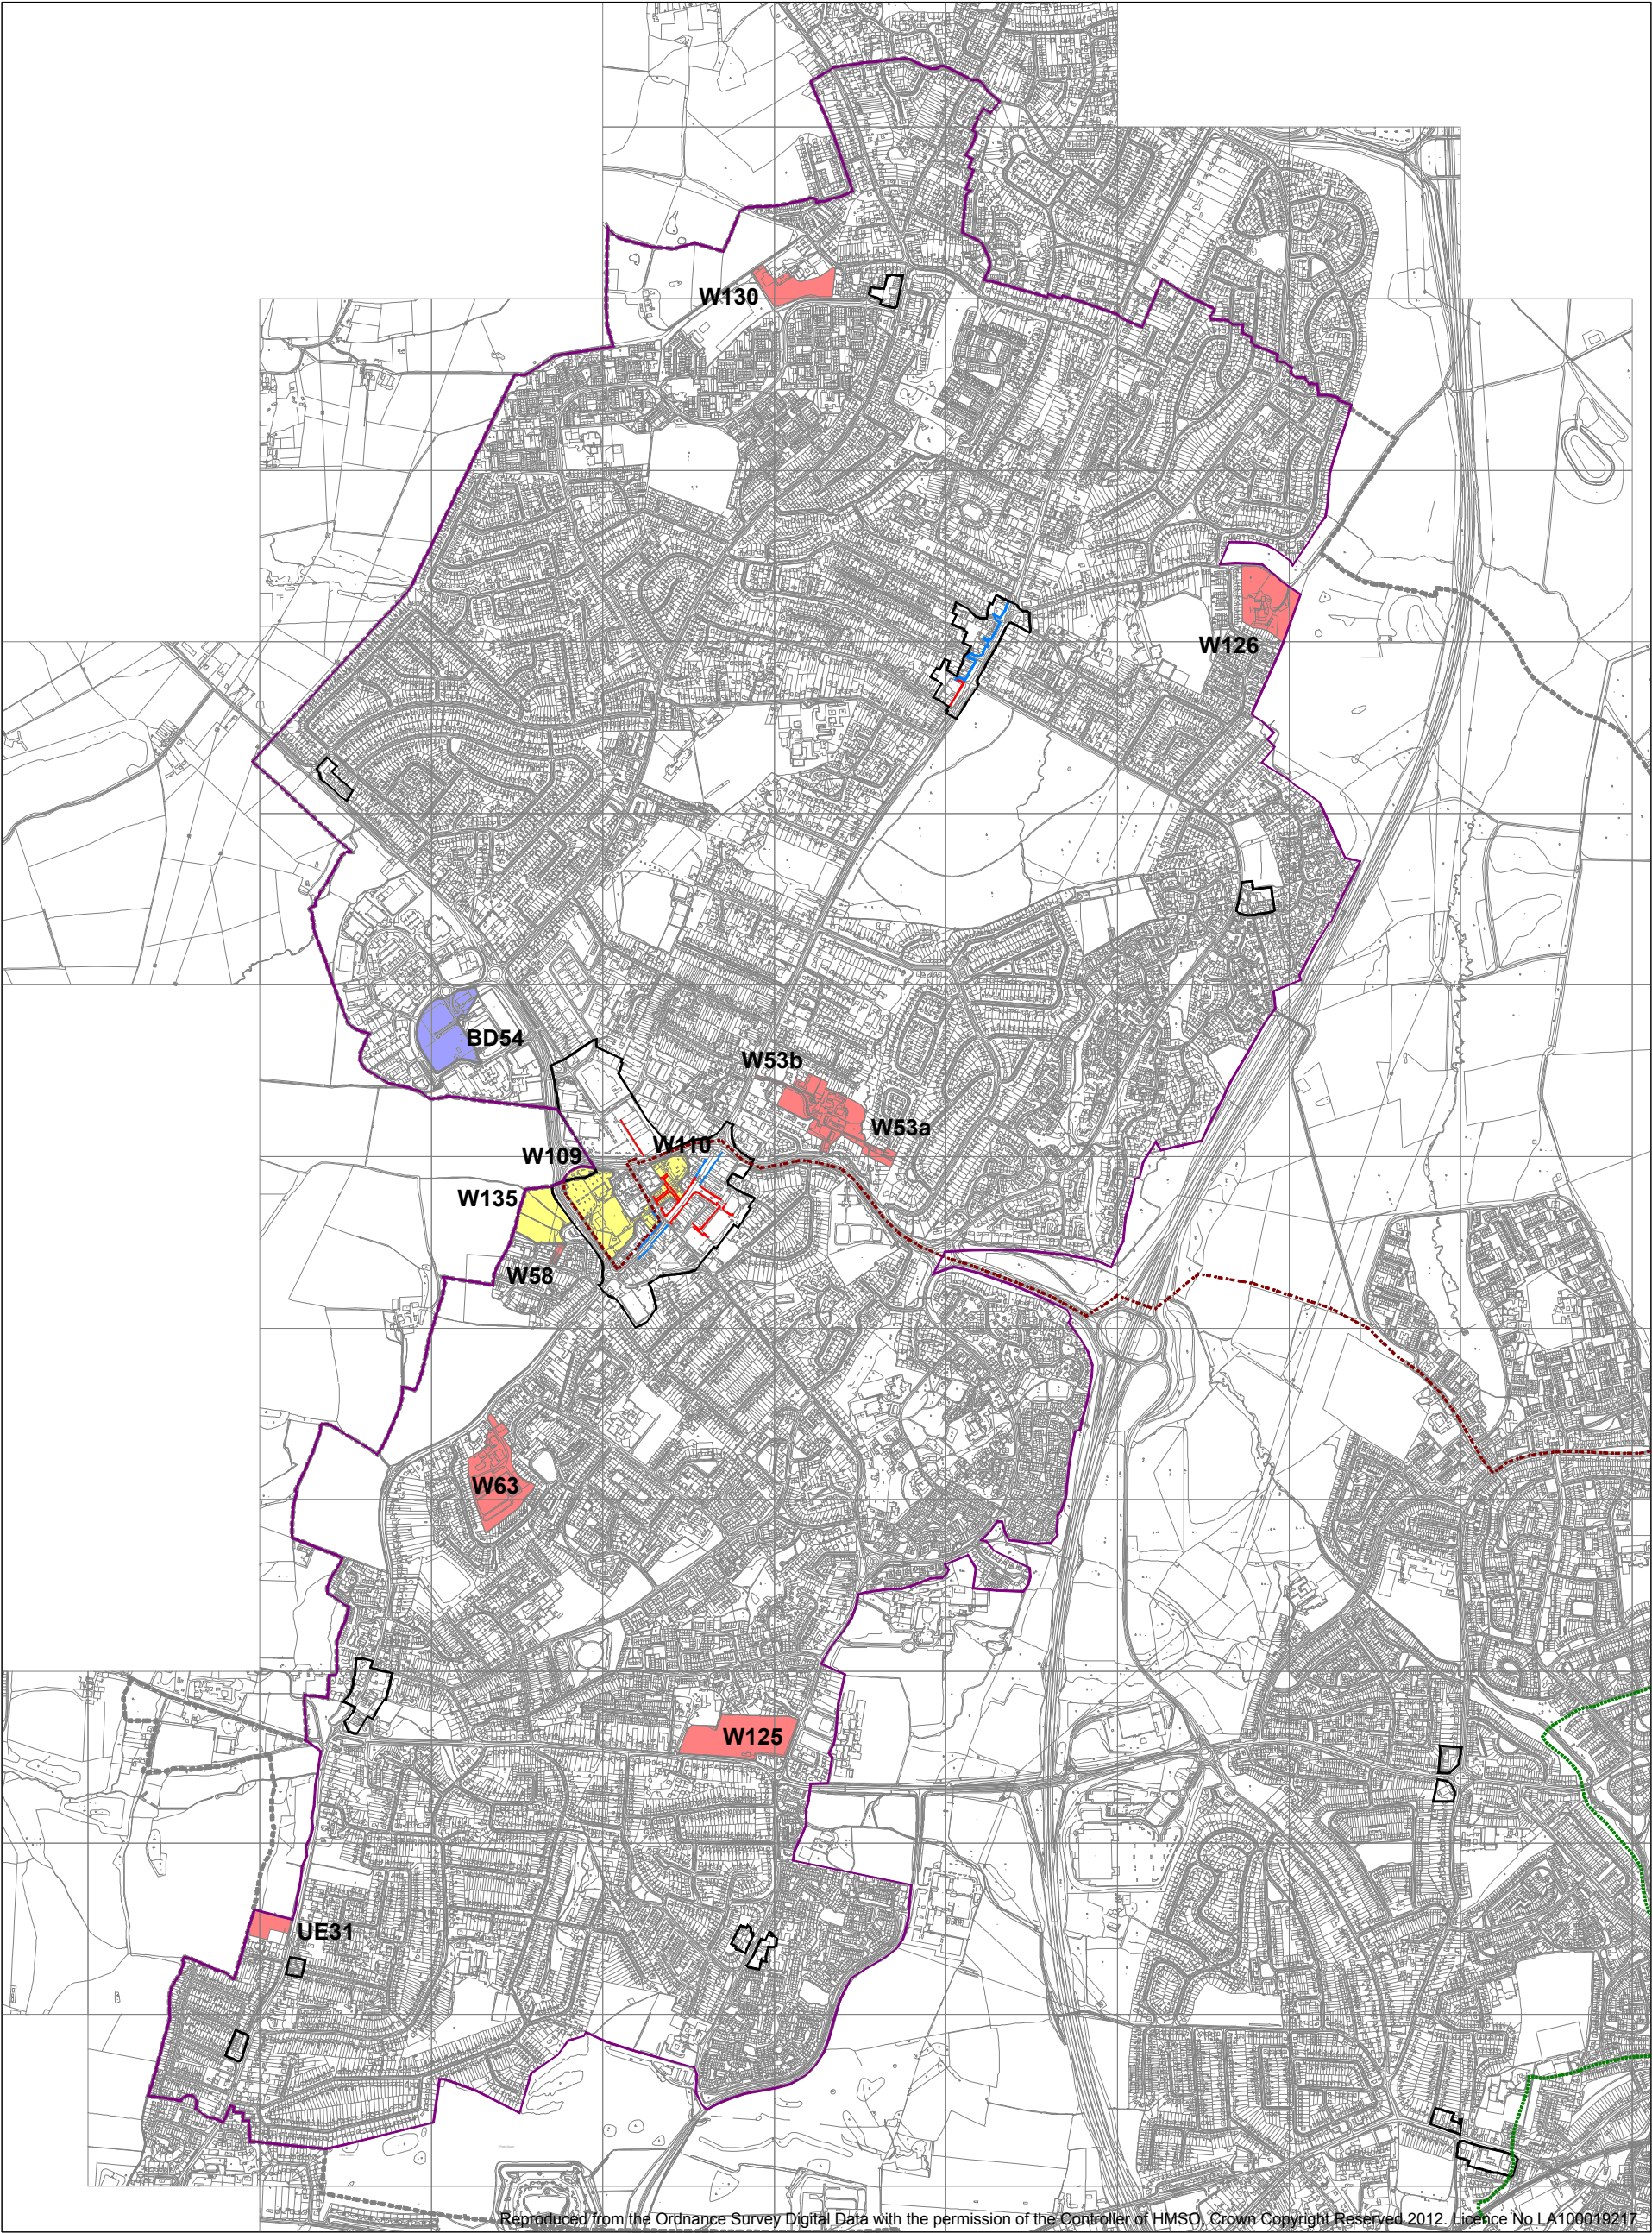 W130
W126
BD54
W53b
W53a
W110
W109
W135
W58
W63
W125
UE31
Reproduced from the Ordnance Survey Digital Data with the permission of the Controller of HMSO, Crown Copyright Reserved 2012. Licence No LA100019217